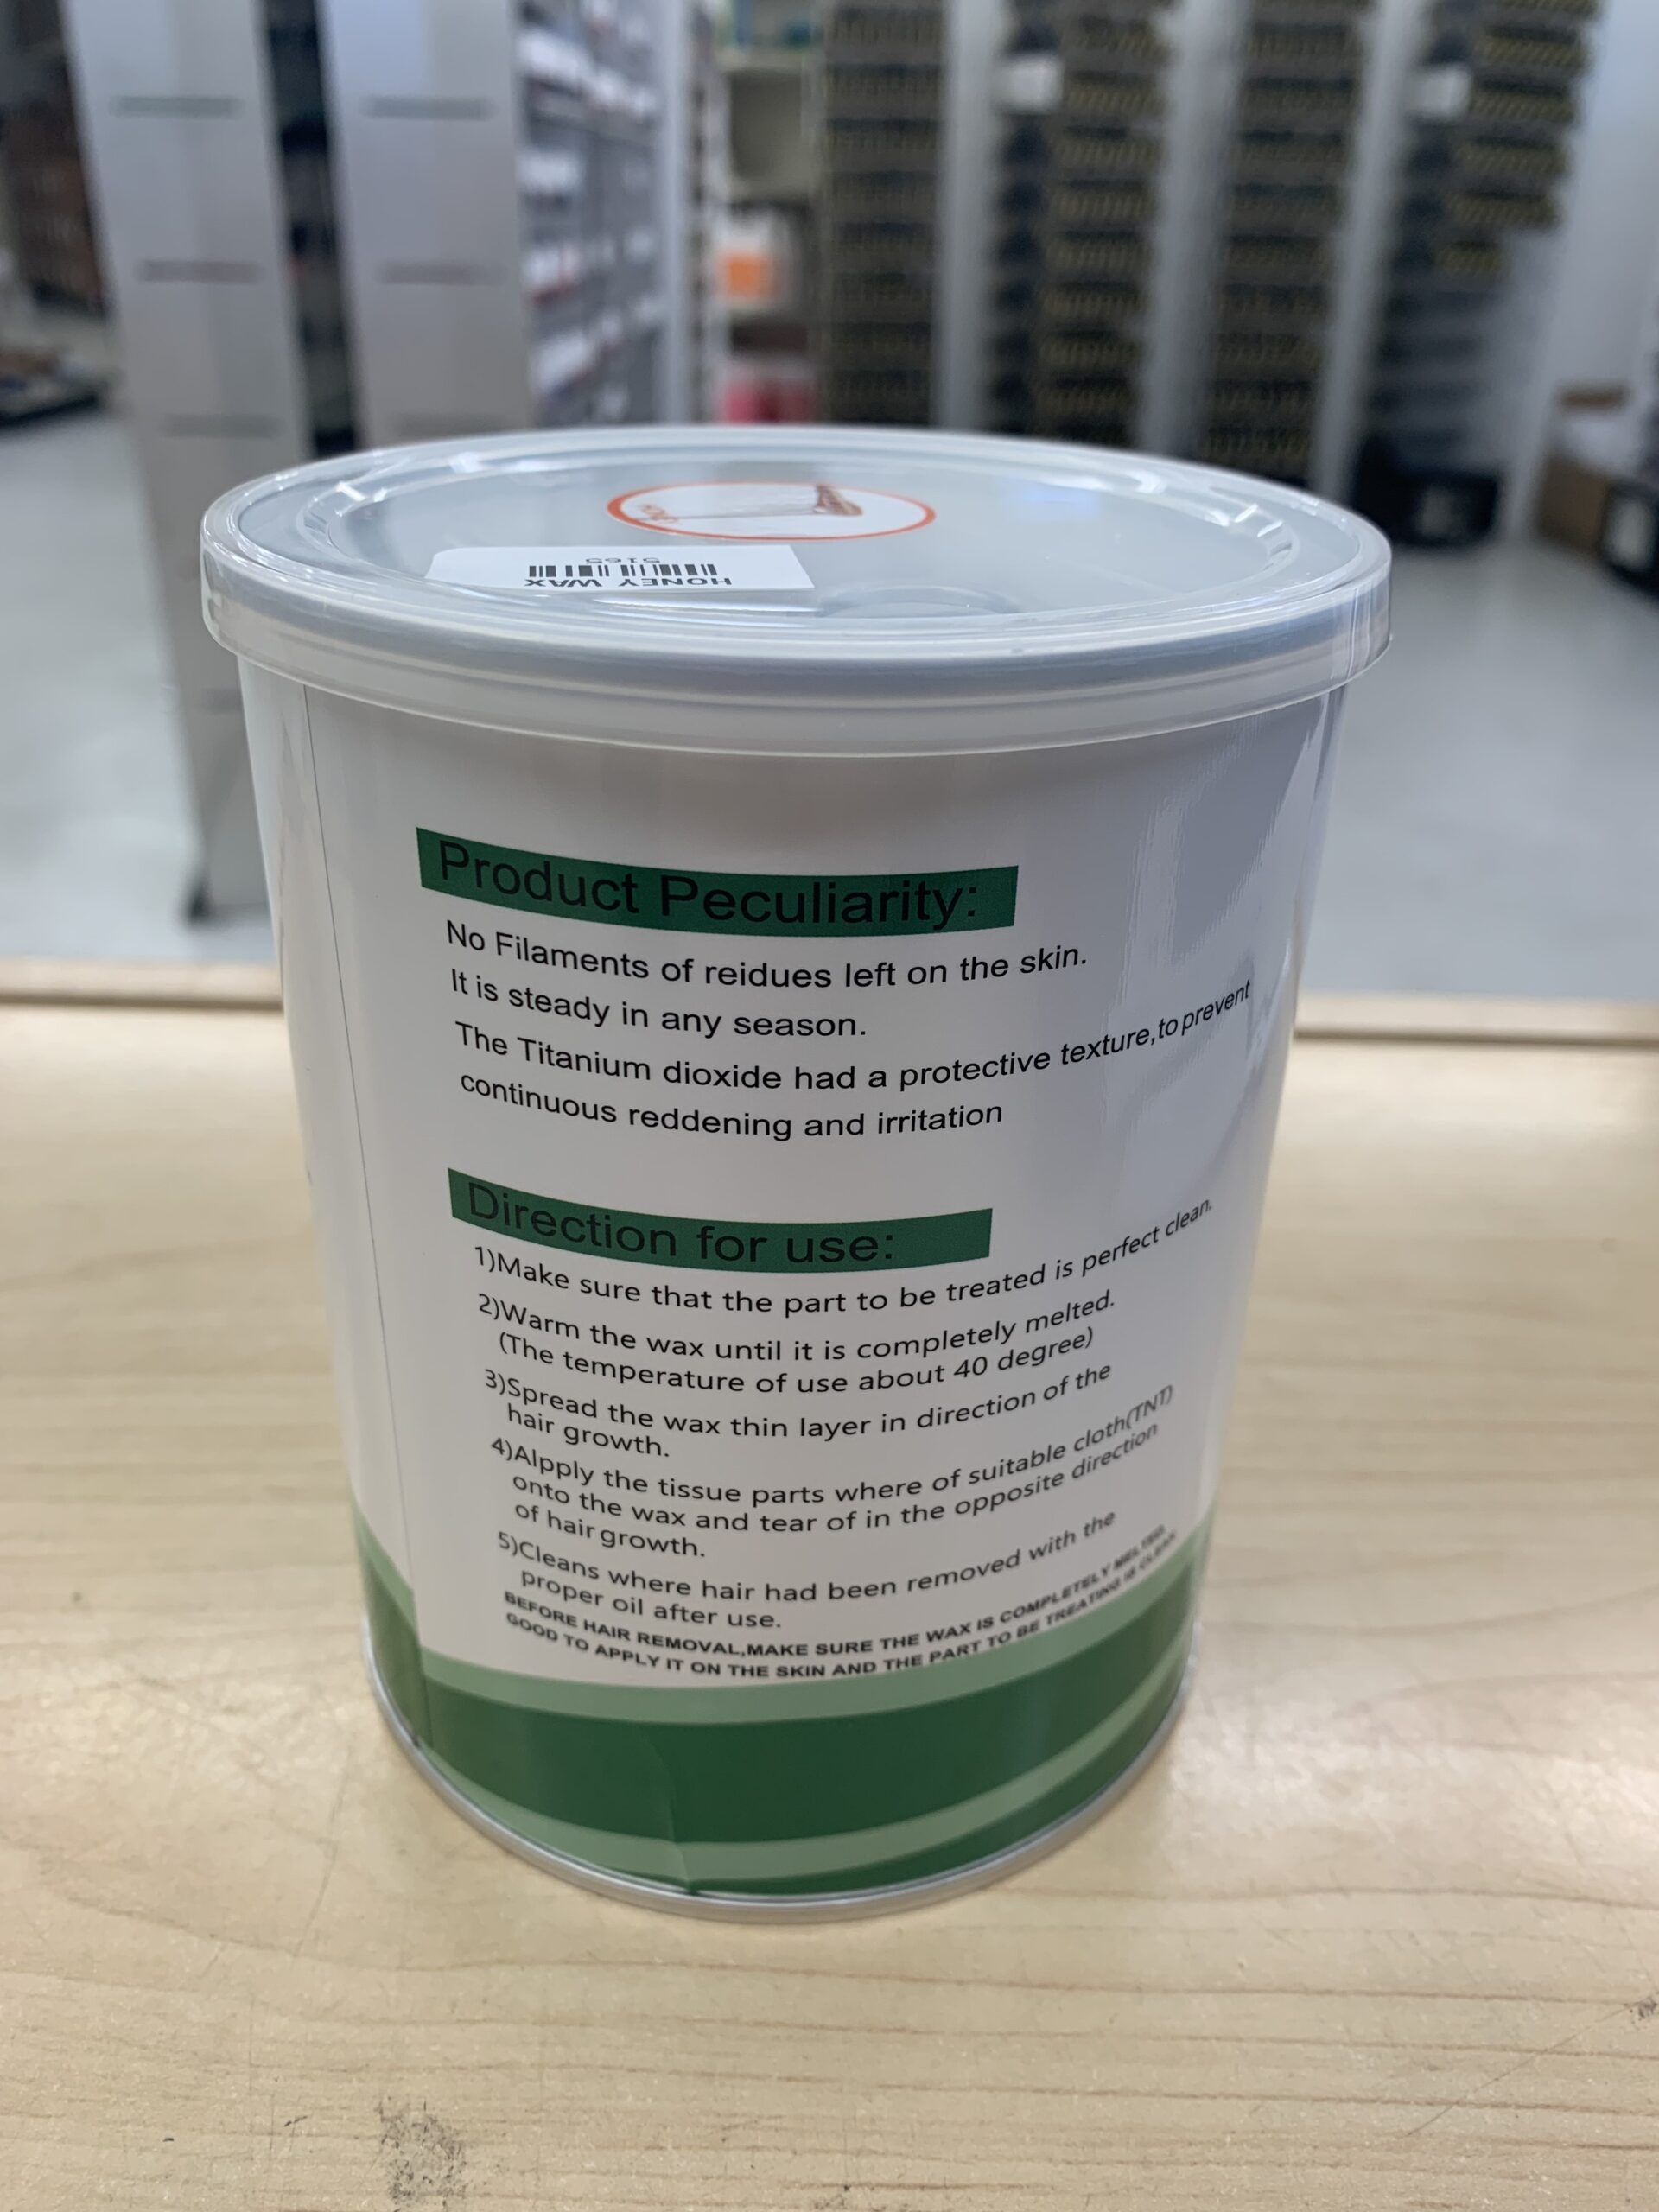 HONEY WAX
5165
Product Peculiarity:
No Filaments of reidues left on the skin.
It is steady in any season.
The Titanium dioxide had a protective texture,to prevent
continuous reddening and irritation
Direction for use:
1)Make sure that the part to be treated is perfect clean.
2)Warm the wax until it is completely melted.
(The temperature of use about 40 degree)
3)Spread the wax thin layer in direction of the
hair growth.
4)Alpply the tissue parts where of suitable cloth(TNT)
onto the wax and tear of in the opposite direction
of hair growth.
5)Cleans where hair had been removed with the
proper oil after use.
BEFORE HAIR REMOVAL,MAKE SURE THE WAX IS COMPLETELY MELTED
GOOD TO APPLY IT ON THE SKIN AND THE PART TO BE TREATING IS CLEAN